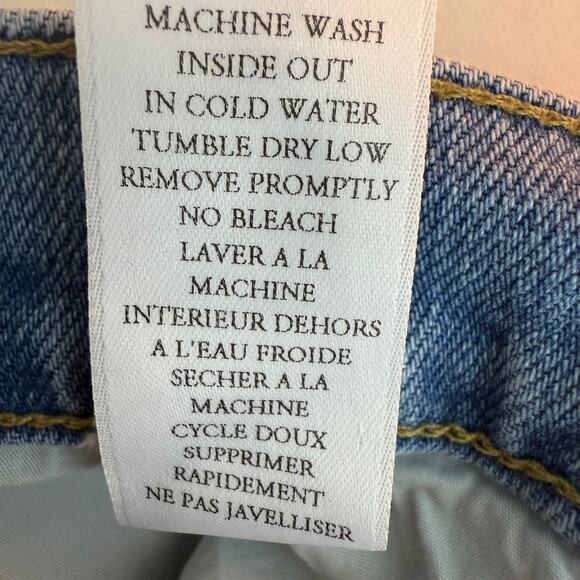 MACHINE WASH
INSIDE OUT
IN COLD WATER
TUMBLE DRY LOW
REMOVE PROMPTLY
NO BLEACH
LAVER A LA
MACHINE
INTERIEUR DEHORS
A L'EAU FROIDE
SECHER A LA
MACHINE
CYCLE DOUX
SUPPRIMER
RAPIDEMENT
NE PAS JAVELLISER